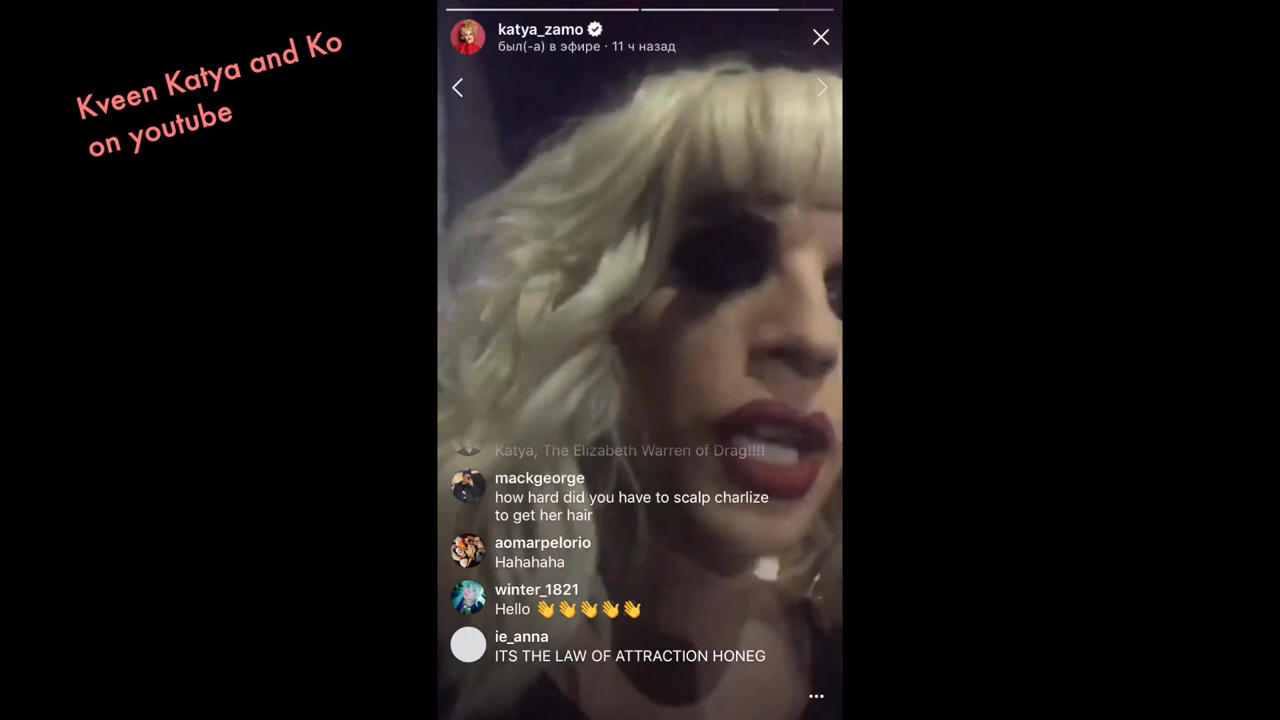 Kveen Katya and Ko
on youtube
katya_zamo
был(-а) в эфире · 11 ч назад
Katya, The Elizabeth Warren of Drag!!!!
mackgeorge
how hard did you have to scalp charlize
to get her hair
aomarpelorio
Hahahaha
winter_1821
Hello 👋👋👋👋👋
ie_anna
ITS THE LAW OF ATTRACTION HONEG